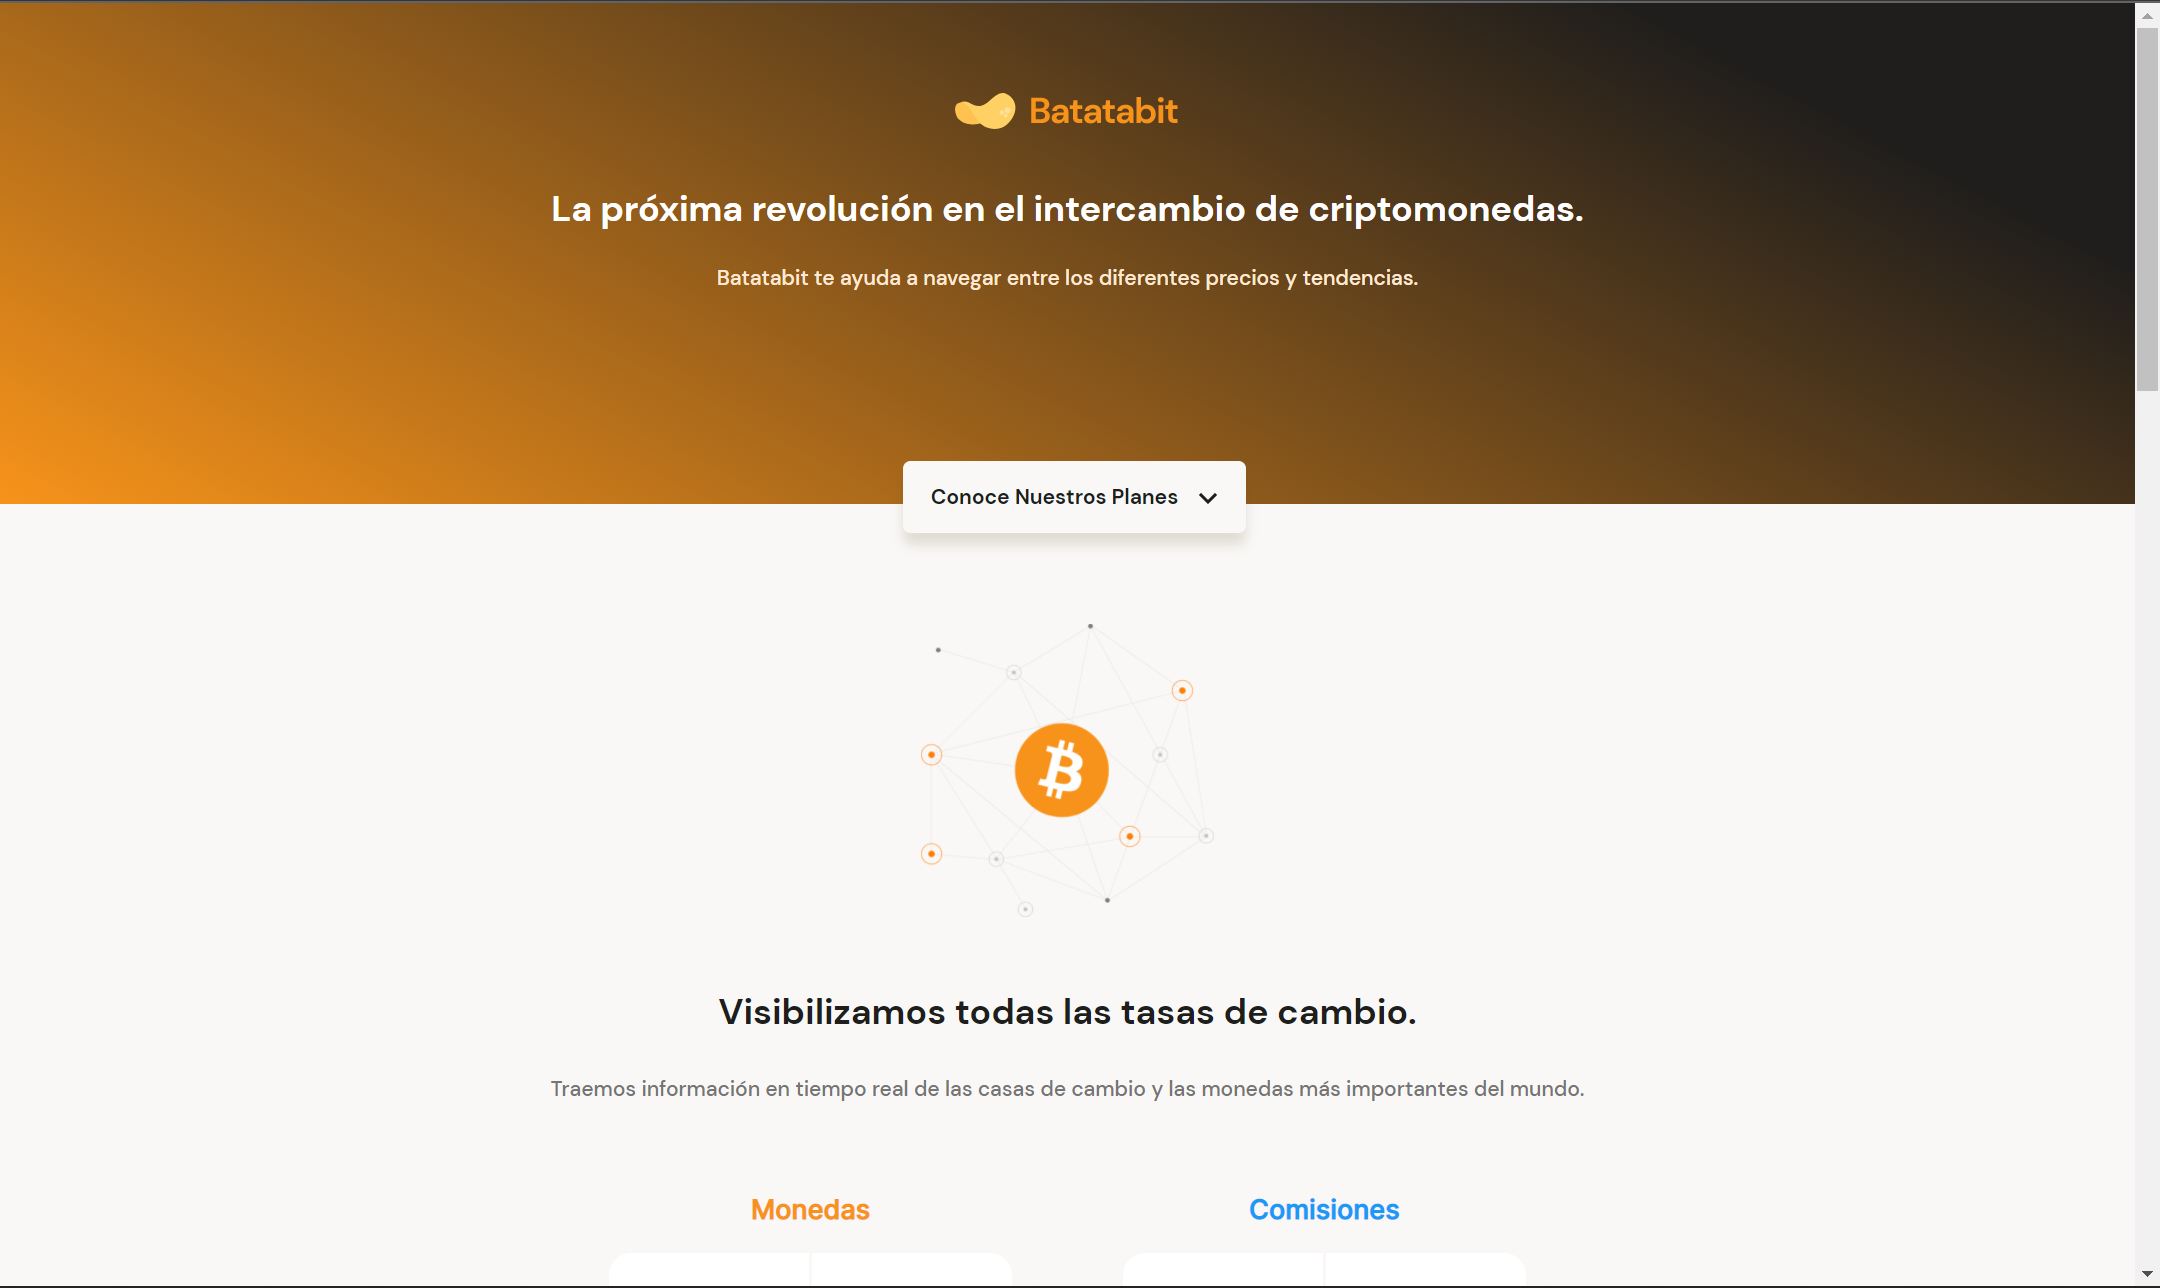 Batatabit
La próxima revolución en el intercambio de criptomonedas.
Batatabit te ayuda a navegar entre los diferentes precios y tendencias.
Conoce Nuestros Planes
Visibilizamos todas las tasas de cambio.
Traemos información en tiempo real de las casas de cambio y las monedas más importantes del mundo.
Monedas
Comisiones